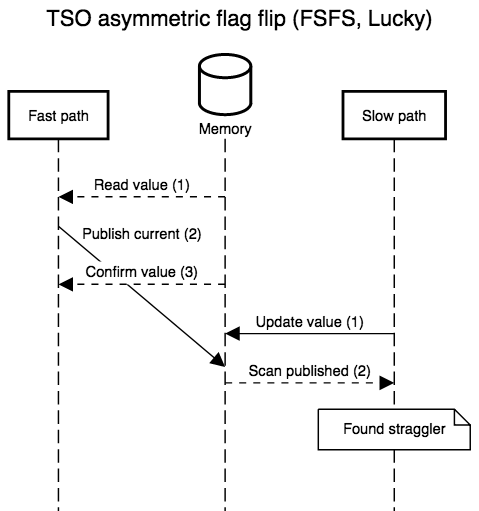 TSO asymmetric flag flip (FSFS, Lucky)
Fast path
Memory
Slow path
Read value (1)
Publish current (2)
Confirm value (3)
Update value (1)
Scan published (2)
Found straggler